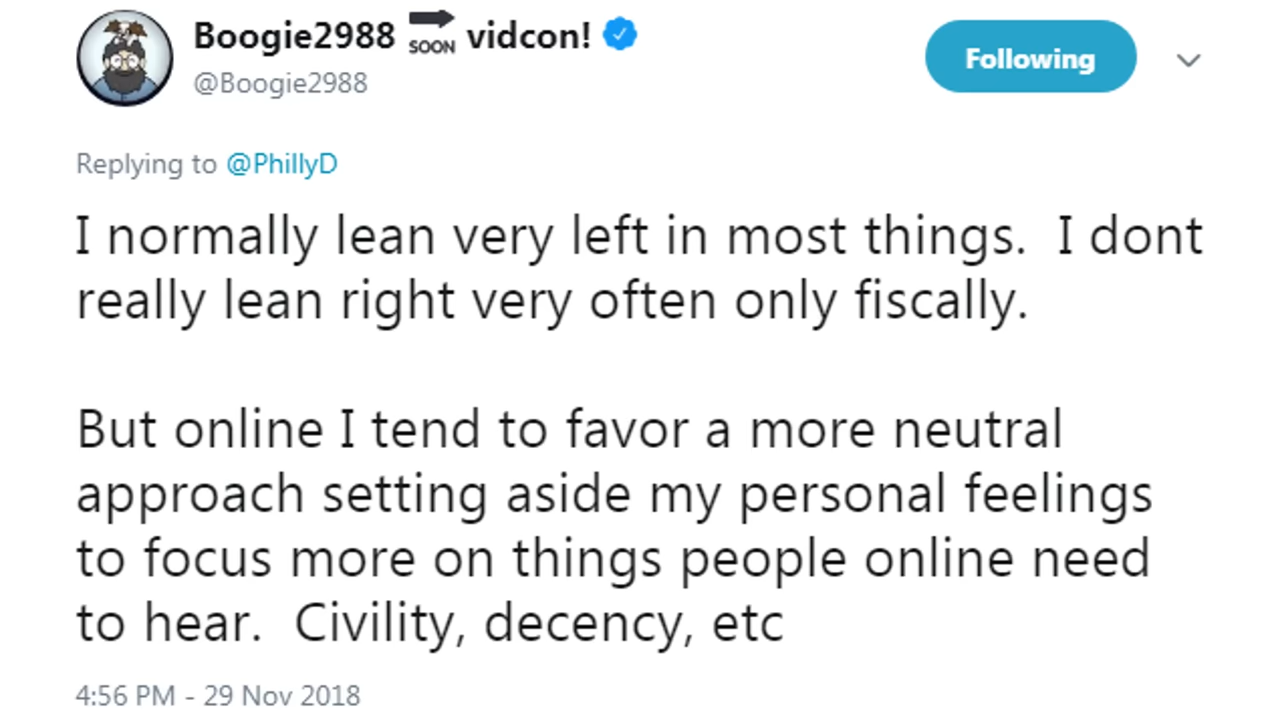 Boogie2988 🔜 vidcon!
@Boogie2988
Following
Replying to @PhillyD
I normally lean very left in most things.  I dont
really lean right very often only fiscally.
But online I tend to favor a more neutral
approach setting aside my personal feelings
to focus more on things people online need
to hear.  Civility, decency, etc
4:56 PM - 29 Nov 2018